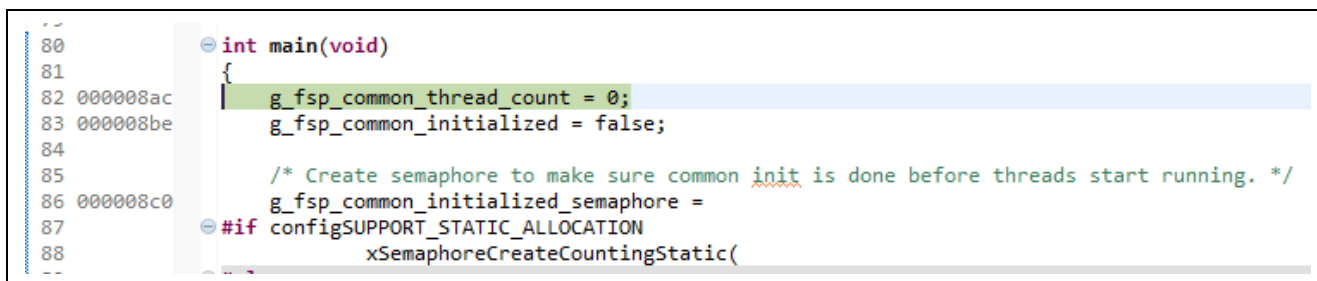 80 int main(void)
81 {
82 000008ac g_fsp_common_thread_count = 0;
83 000008be g_fsp_common_initialized = false;
84
85 /* Create semaphore to make sure common init is done before threads start running. */
86 000008c0 g_fsp_common_initialized_semaphore =
87 #if configSUPPORT_STATIC_ALLOCATION
88 xSemaphoreCreateCountingStatic(